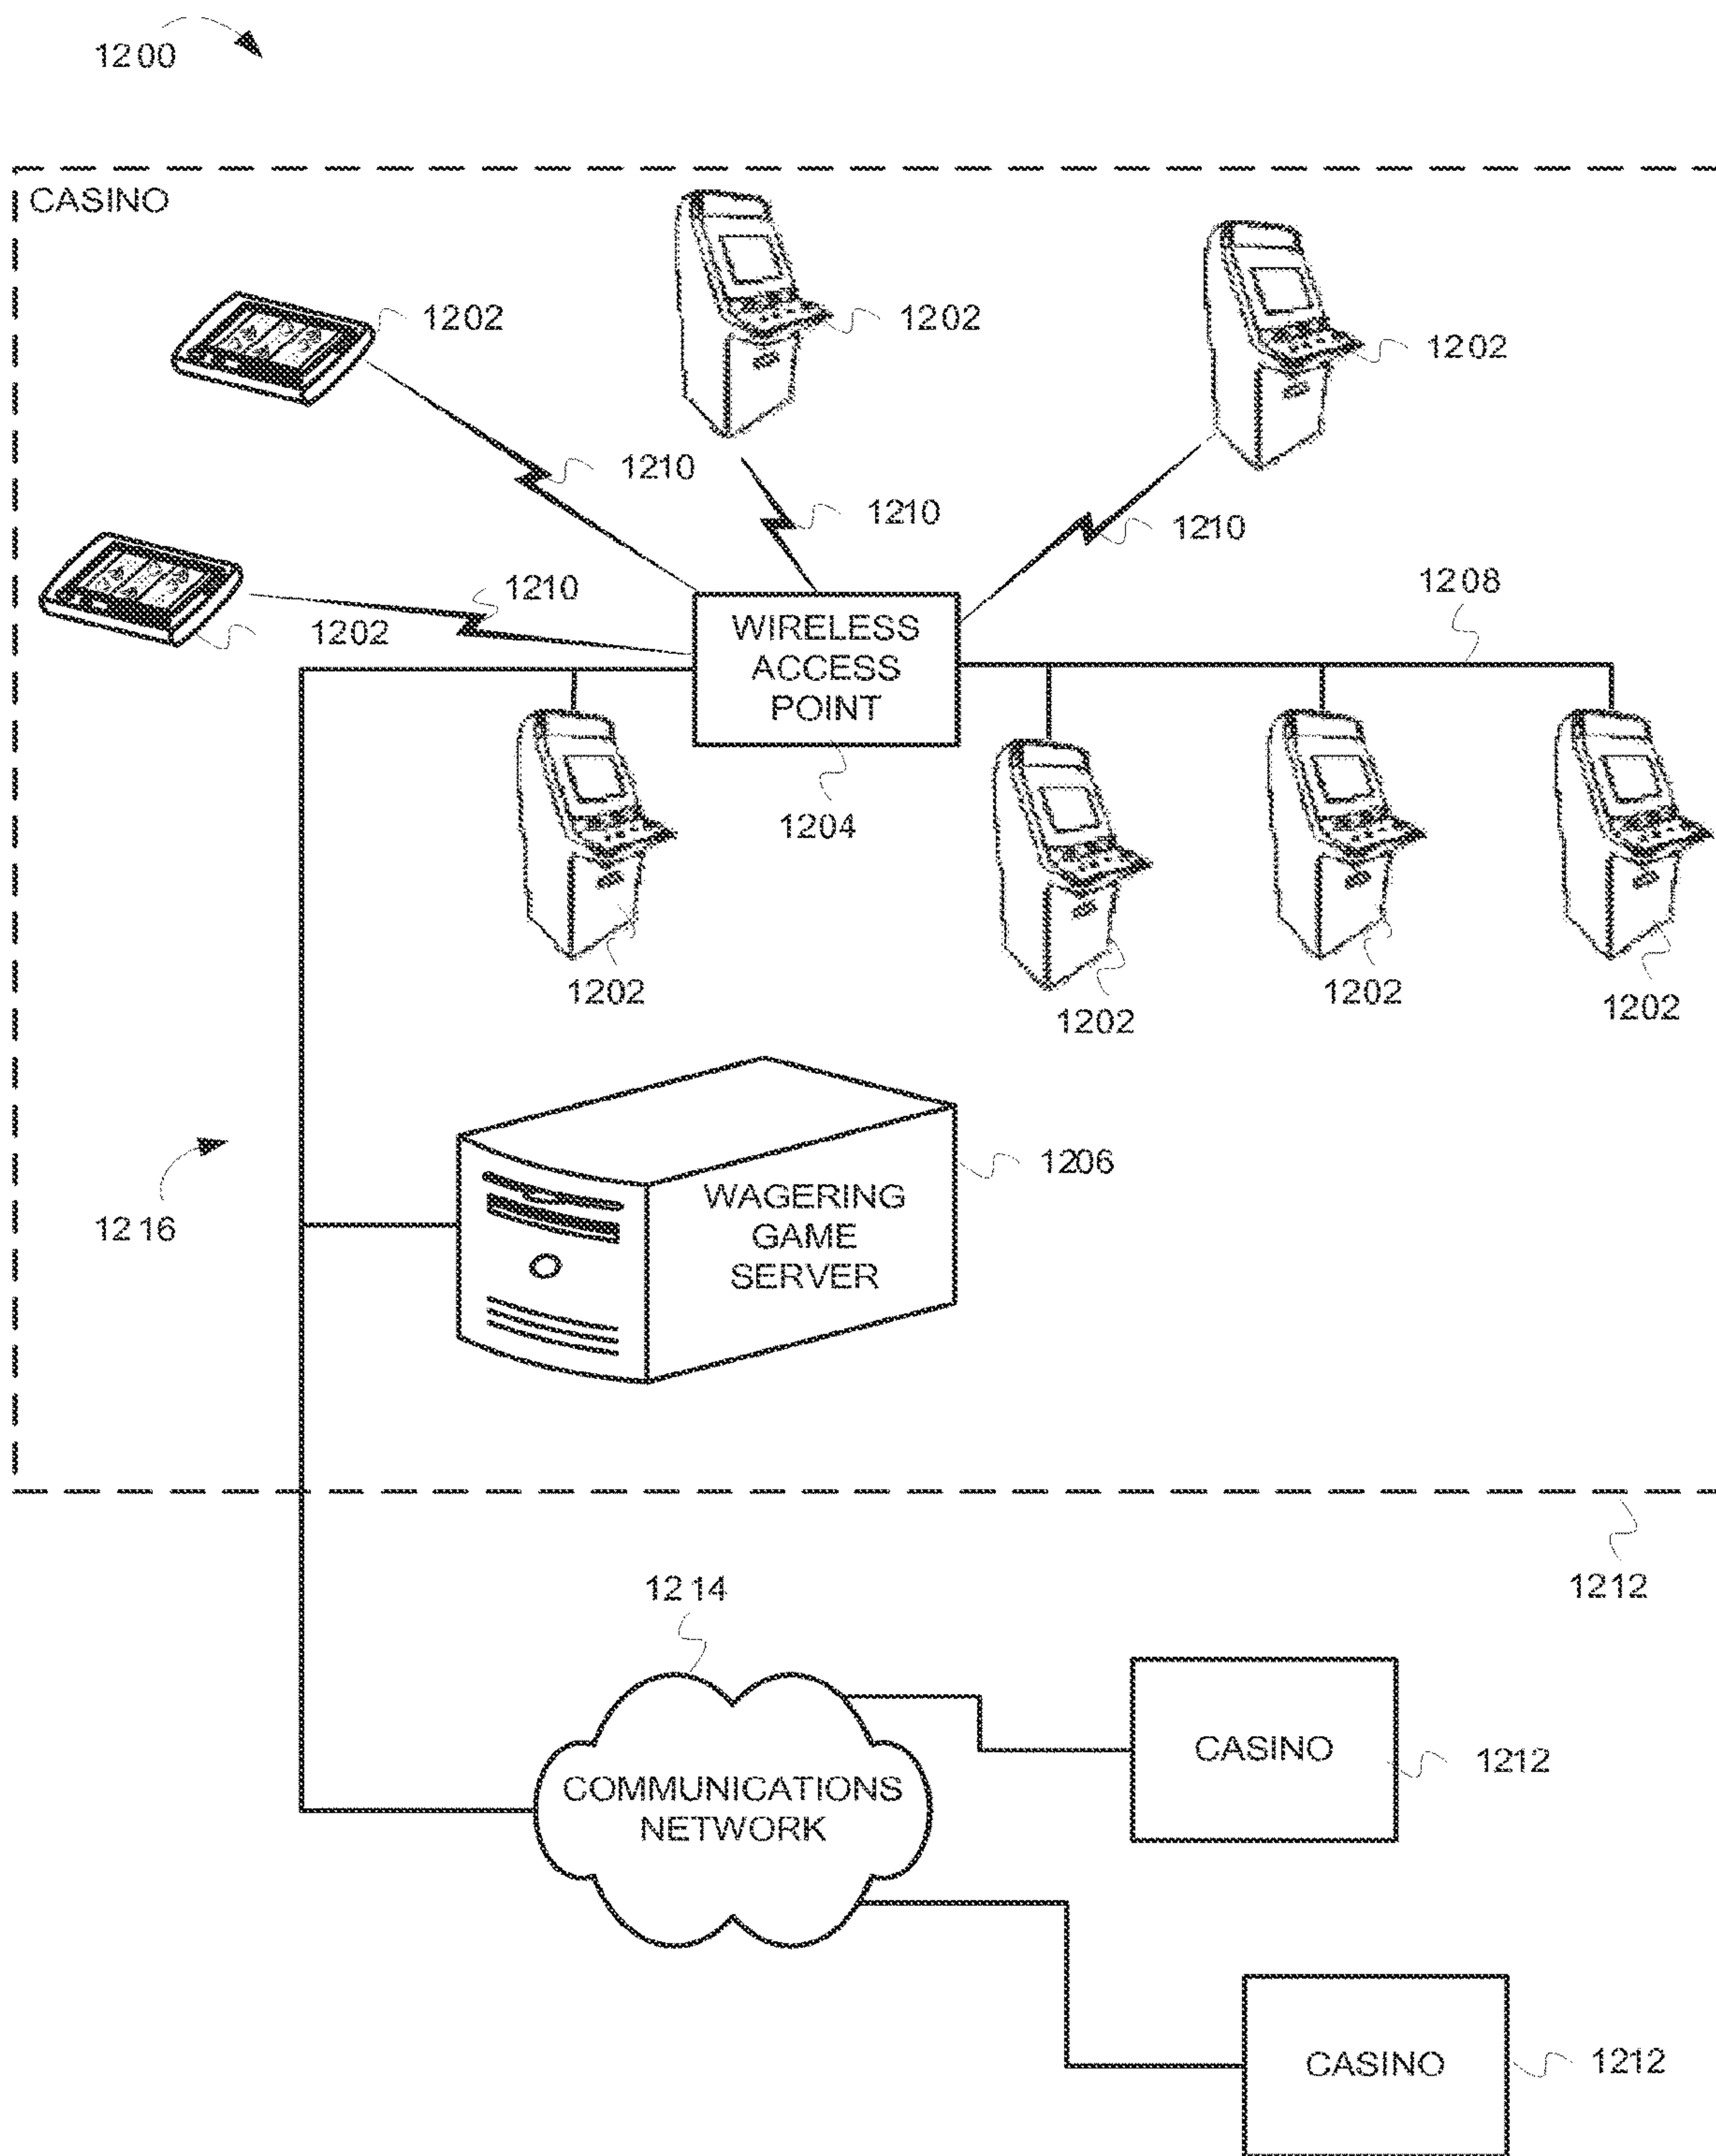 1200
CASINO
1202
1202
1202
1210
1210
1210
1210
1202
1208
WIRELESS
ACCESS
POINT
1204
1202
1202
1202
1202
1206
WAGERING
GAME
SERVER
1216
1212
1214
COMMUNICATIONS
NETWORK
CASINO
1212
CASINO
1212